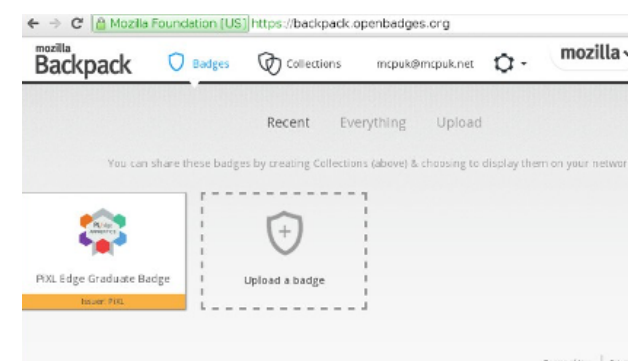 Mozilla Foundation [US] https://backpack.openbadges.org
mozilla
Backpack
Badges
Collections
mcpuk@mcpuk.net
mozilla
Recent Everything Upload
You can share these badges by creating Collections (above) & choosing to display them on your networ
PiXL Edge Graduate Badge
Issuer: PiXL
Upload a badge